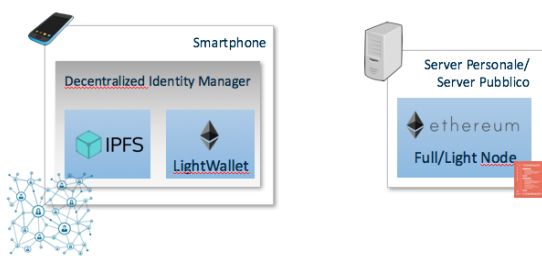 Smartphone
Decentralized Identity Manager
IPFS
LightWallet
Server Personale/
Server Pubblico
ethereum
Full/Light Node